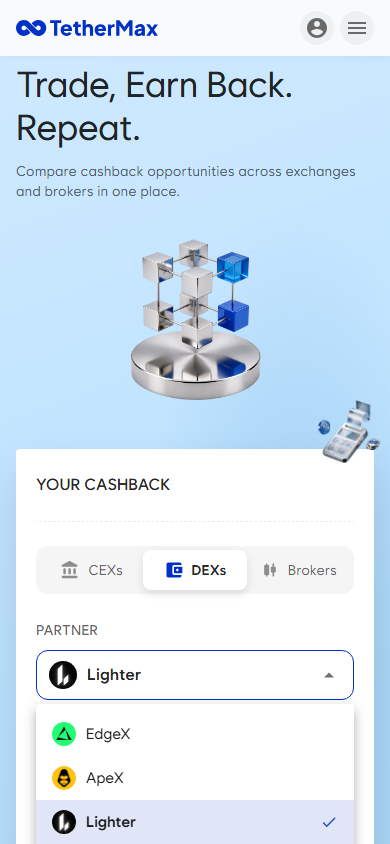 TetherMax
Trade, Earn Back.
Repeat.
Compare cashback opportunities across exchanges
and brokers in one place.
YOUR CASHBACK
CEXs DEXs Brokers
PARTNER
Lighter
EdgeX
ApeX
Lighter